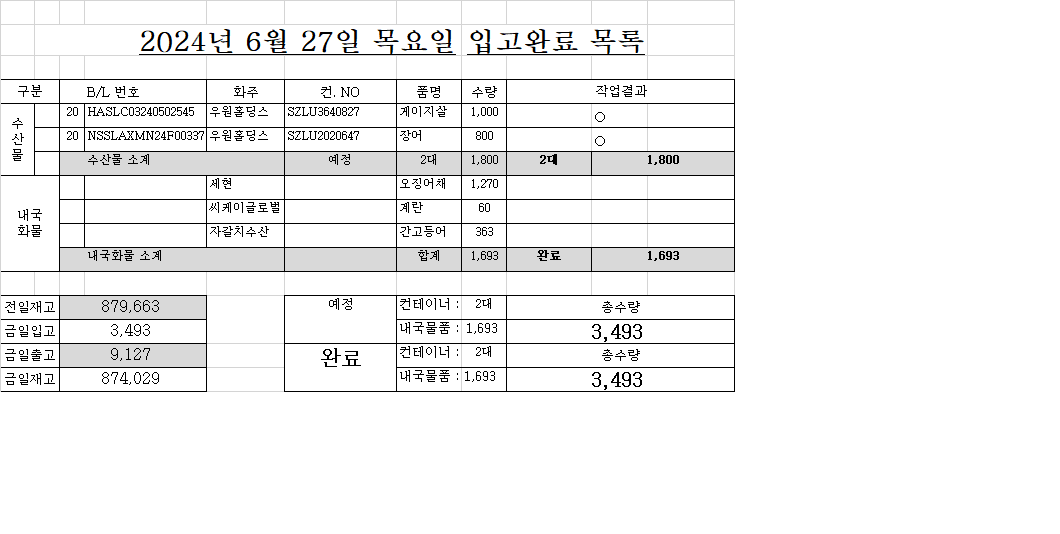 2024년 6월 27일 목요일 입고완료 목록
구분 B/L 번호 화주 컨. NO 품명 수량 작업결과
수산물
20 HASLC03240502545 우원홀딩스 SZLU3640827 게이지살 1,000 ○
20 NSSLAXMN24F00337 우원홀딩스 SZLU2020647 장어 800 ○
수산물 소계 예정 2대 1,800 2대 1,800
내국화물
세현 오징어채 1,270
씨케이글로벌 계란 60
자갈치수산 간고등어 363
내국화물 소계 합계 1,693 완료 1,693
전일재고 879,663 예정 컨테이너 : 2대 총수량
금일입고 3,493 내국물품 : 1,693 3,493
금일출고 9,127 완료 컨테이너 : 2대 총수량
금일재고 874,029 내국물품 : 1,693 3,493